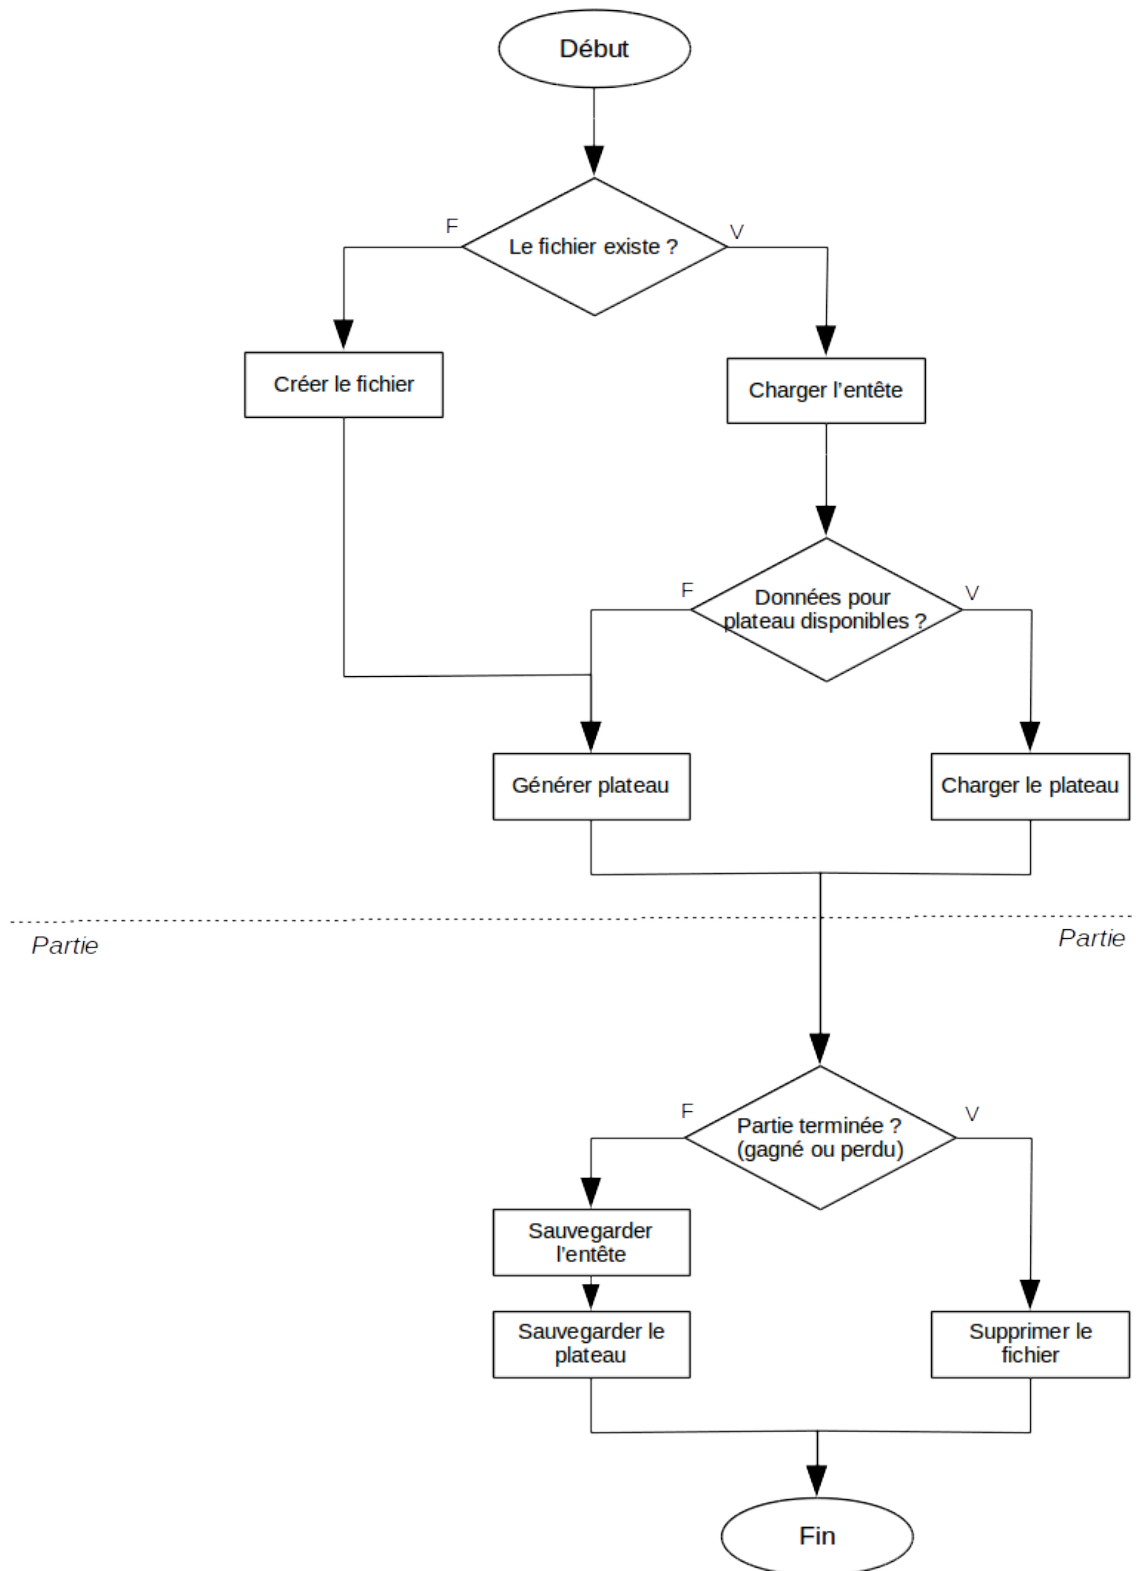 Début
F
V
Le fichier existe ?
Créer le fichier
Charger l'entête
F
V
Données pour
plateau disponibles ?
Générer plateau
Charger le plateau
Partie
Partie
F
V
Partie terminée ?
(gagné ou perdu)
Sauvegarder
l'entête
Sauvegarder le
plateau
Supprimer le
fichier
Fin